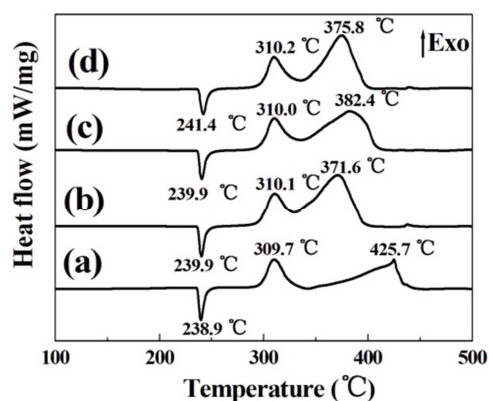 375.8 ℃
310.2 ℃
↑Exo
(d)
241.4 ℃
310.0 ℃
382.4 ℃
(c)
239.9 ℃
310.1 ℃
371.6 ℃
(b)
239.9 ℃
309.7 ℃
425.7 ℃
(a)
238.9 ℃
Heat flow (mW/mg)
100 200 300 400 500
Temperature (℃)